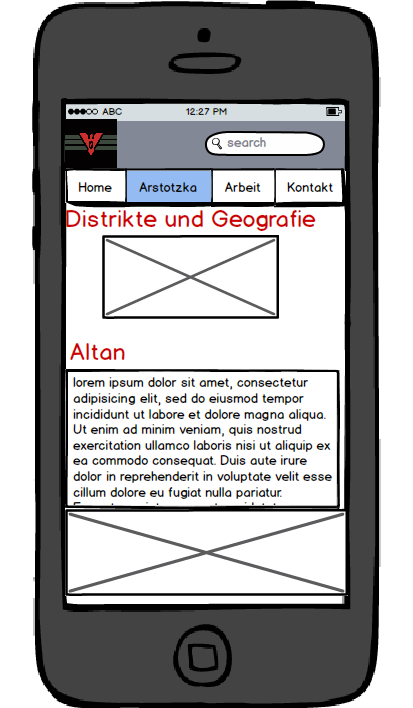 ABC 12:27 PM
search
Home Arstotzka Arbeit Kontakt
Distrikte und Geografie
Altan
lorem ipsum dolor sit amet, consectetur
adipisicing elit, sed do eiusmod tempor
incididunt ut labore et dolore magna aliqua.
Ut enim ad minim veniam, quis nostrud
exercitation ullamco laboris nisi ut aliquip ex
ea commodo consequat. Duis aute irure
dolor in reprehenderit in voluptate velit esse
cillum dolore eu fugiat nulla pariatur.